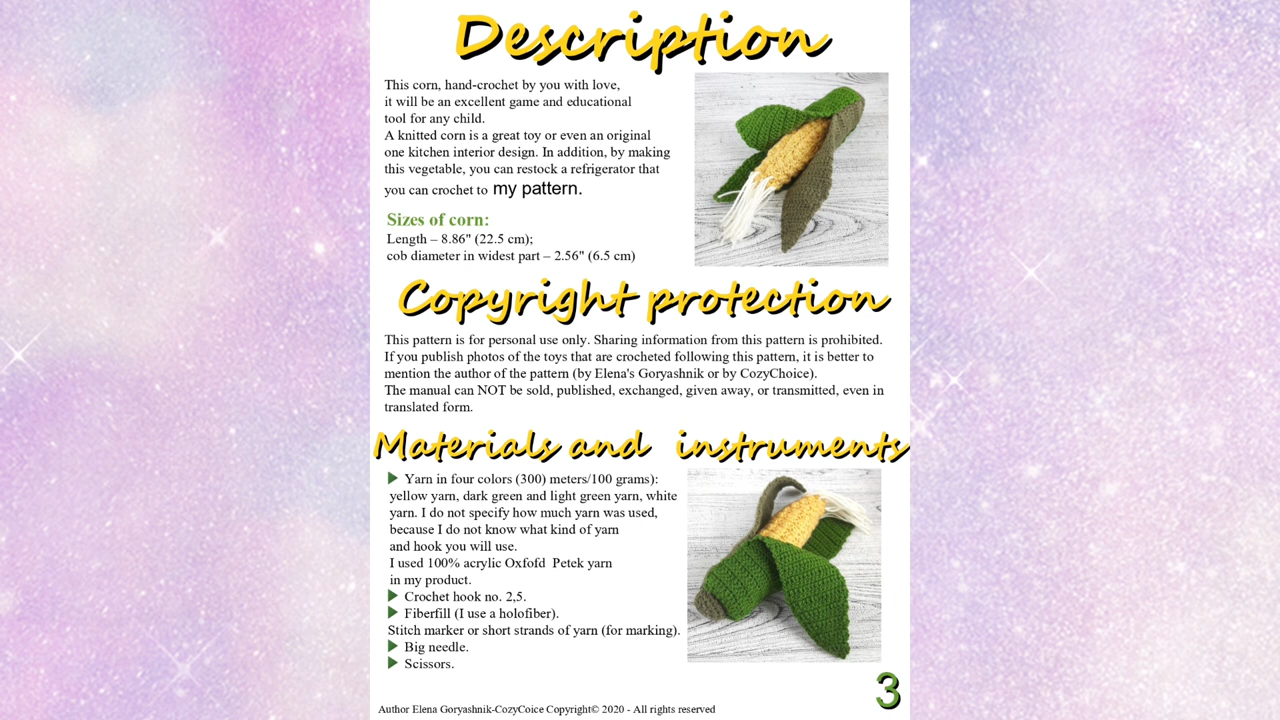 Description
This corn, hand-crochet by you with love,
it will be an excellent game and educational
tool for any child.
A knitted corn is a great toy or even an original
one kitchen interior design. In addition, by making
this vegetable, you can restock a refrigerator that
you can crochet to my pattern.
Sizes of corn:
Length – 8.86" (22.5 cm);
cob diameter in widest part – 2.56" (6.5 cm)
Copyright protection
This pattern is for personal use only. Sharing information from this pattern is prohibited.
If you publish photos of the toys that are crocheted following this pattern, it is better to
mention the author of the pattern (by Elena's Goryashnik or by CozyChoice).
The manual can NOT be sold, published, exchanged, given away, or transmitted, even in
translated form.
Materials and instruments
Yarn in four colors (300) meters/100 grams):
yellow yarn, dark green and light green yarn, white
yarn. I do not specify how much yarn was used,
because I do not know what kind of yarn
and hook you will use.
I used 100% acrylic Oxfofd Petek yarn
in my product.
Crochet hook no. 2,5.
Fiberfill (I use a holofiber).
Stitch marker or short strands of yarn (for marking).
Big needle.
Scissors.
3
Author Elena Goryashnik-CozyCoice Copyright© 2020 - All rights reserved